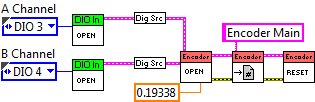 A Channel
DIO 3
DIO In
OPEN
Dig Src
B Channel
DIO 4
DIO In
OPEN
Dig Src
Encoder Main
Encoder
OPEN
Encoder
#
Encoder
RESET
0.19338